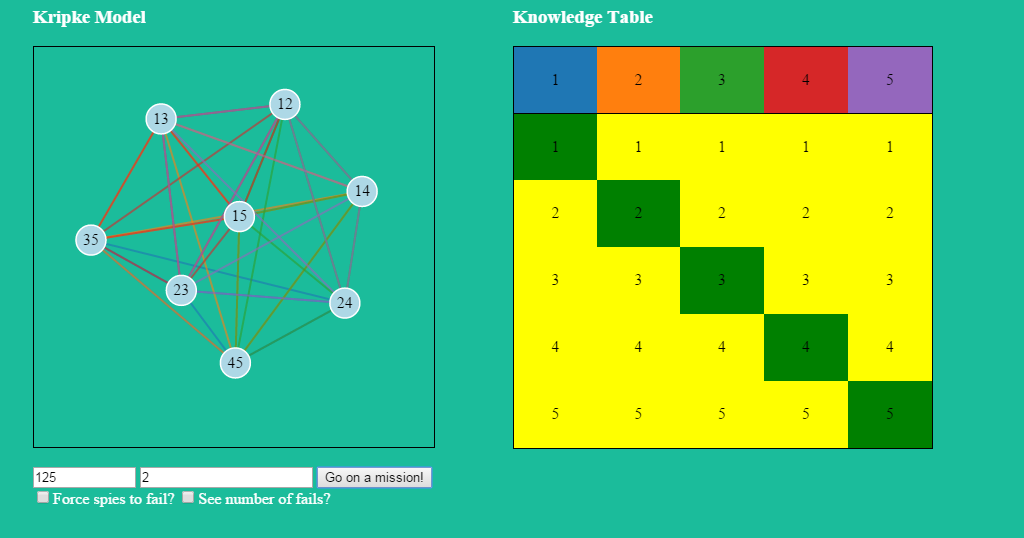 Kripke Model
12
13
14
15
35
23
24
45
125 2 Go on a mission!
Force spies to fail? See number of fails?
Knowledge Table
1 2 3 4 5
1 1 1 1 1
2 2 2 2 2
3 3 3 3 3
4 4 4 4 4
5 5 5 5 5